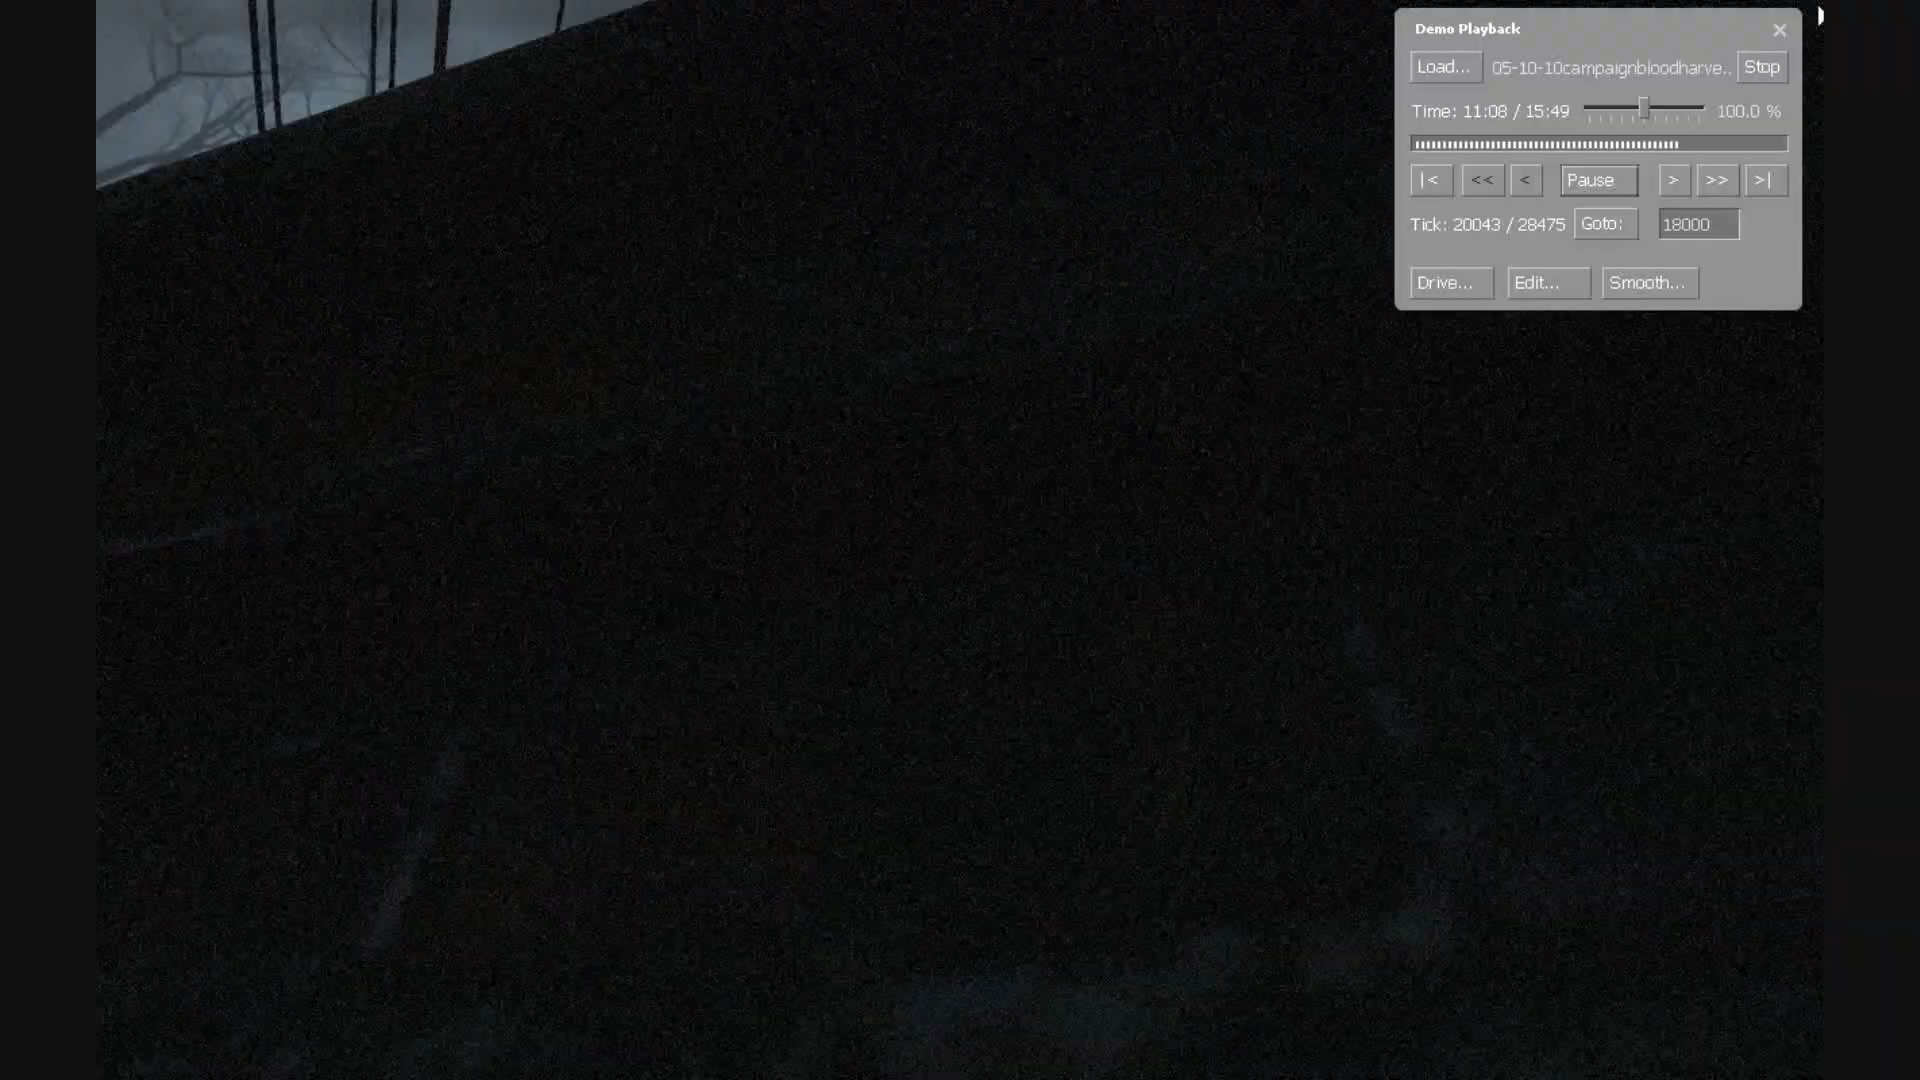 Demo Playback
Load... 05-10-10campaignbloodharve.. Stop
Time: 11:08 / 15:49 100.0 %
|< << < Pause > >> >|
Tick: 20043 / 28475 Goto: 18000
Drive... Edit... Smooth...